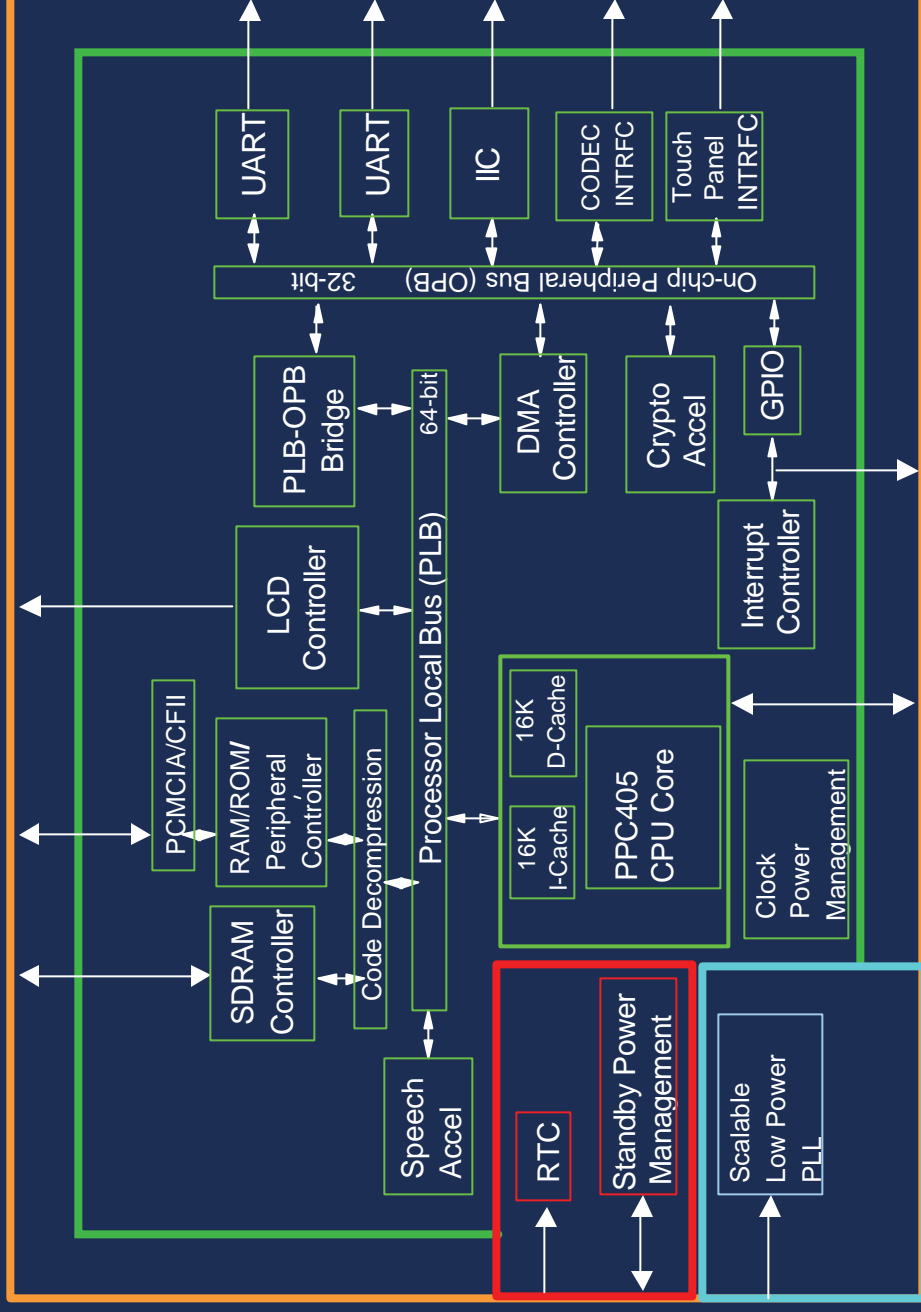 SDRAM
Controller
PCMCIA/CFII
RAM/ROM/
Peripheral
Controller
LCD
Controller
PLB-OPB
Bridge
UART
UART
IIC
CODEC
INTRFC
Touch
Panel
INTRFC
Code Decompression
Processor Local Bus (PLB) 64-bit
On-chip Peripheral Bus (OPB) 32-bit
Speech
Accel
16K
I-Cache
16K
D-Cache
PPC405
CPU Core
DMA
Controller
Crypto
Accel
GPIO
Interrupt
Controller
RTC
Standby Power
Management
Clock
Power
Management
Scalable
Low Power
PLL